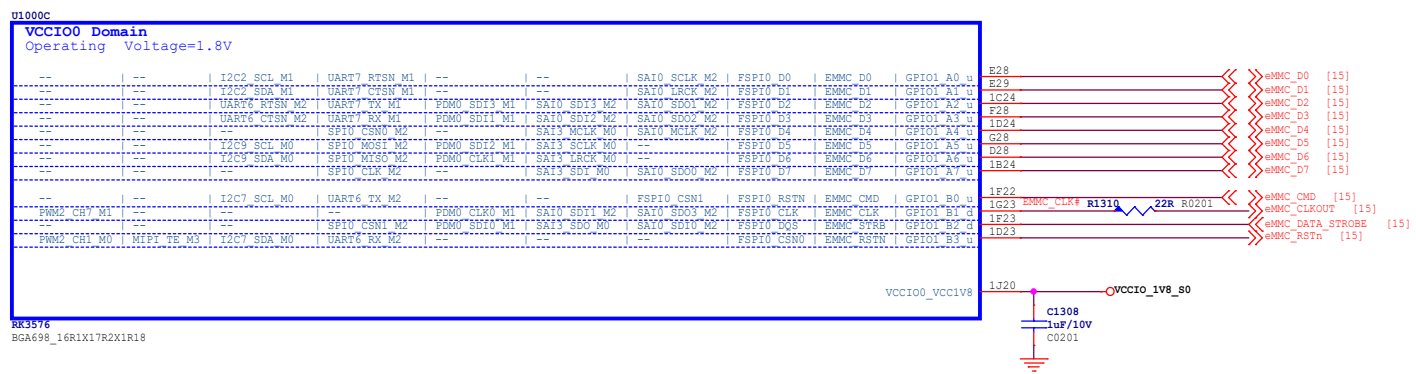 U1000C
VCCIO0 Domain
Operating Voltage=1.8V
-- | -- | I2C2_SCL_M1 | UART7_RTSN_M1 | -- | -- | SAI0_SCLK_M2 | FSPI0_D0 | EMMC_D0 | GPIO1_A0_u E28 eMMC_D0 [15]
-- | -- | I2C2_SDA_M1 | UART7_CTSN_M1 | -- | -- | SAI0_LRCK_M2 | FSPI0_D1 | EMMC_D1 | GPIO1_A1_u E29 eMMC_D1 [15]
-- | -- | UART6_RTSN_M2 | UART7_TX_M1 | PDM0_SDI3_M1 | SAI0_SDI3_M2 | SAI0_SDO1_M2 | FSPI0_D2 | EMMC_D2 | GPIO1_A2_u 1C24 eMMC_D2 [15]
-- | -- | UART6_CTSN_M2 | UART7_RX_M1 | PDM0_SDI1_M1 | SAI0_SDI2_M2 | SAI0_SDO2_M2 | FSPI0_D3 | EMMC_D3 | GPIO1_A3_u F28 eMMC_D3 [15]
-- | -- | -- | SPI0_CSN0_M2 | -- | SAI3_MCLK_M0 | SAI0_MCLK_M2 | FSPI0_D4 | EMMC_D4 | GPIO1_A4_u 1D24 eMMC_D4 [15]
-- | -- | I2C9_SCL_M0 | SPI0_MOSI_M2 | PDM0_SDI2_M1 | SAI3_SCLK_M0 | -- | FSPI0_D5 | EMMC_D5 | GPIO1_A5_u G28 eMMC_D5 [15]
-- | -- | I2C9_SDA_M0 | SPI0_MISO_M2 | PDM0_CLK1_M1 | SAI3_LRCK_M0 | -- | FSPI0_D6 | EMMC_D6 | GPIO1_A6_u D28 eMMC_D6 [15]
-- | -- | -- | SPI0_CLK_M2 | -- | SAI3_SDI_M0 | SAI0_SDO0_M2 | FSPI0_D7 | EMMC_D7 | GPIO1_A7_u 1B24 eMMC_D7 [15]
-- | -- | I2C7_SCL_M0 | UART6_TX_M2 | -- | -- | FSPI0_CSN1 | FSPI0_RSTN | EMMC_CMD | GPIO1_B0_u 1F22 eMMC_CMD [15]
PWM2_CH7_M1 | -- | -- | -- | PDM0_CLK0_M1 | SAI0_SDI1_M2 | SAI0_SDO3_M2 | FSPI0_CLK | EMMC_CLK | GPIO1_B1_d 1G23 EMMC_CLK# R1310 22R R0201 eMMC_CLKOUT [15]
-- | -- | -- | SPI0_CSN1_M2 | PDM0_SDI0_M1 | SAI3_SDO_M0 | SAI0_SDI0_M2 | FSPI0_DQS | EMMC_STRB | GPIO1_B2_d 1F23 eMMC_DATA_STROBE [15]
PWM2_CH1_M0 | MIPI_TE_M3 | I2C7_SDA_M0 | UART6_RX_M2 | -- | -- | -- | FSPI0_CSN0 | EMMC_RSTN | GPIO1_B3_u 1D23 eMMC_RSTn [15]
VCCIO0_VCC1V8 1J20 VCCIO_1V8_S0
C1308
1uF/10V
C0201
RK3576
BGA698_16R1X17R2X1R18